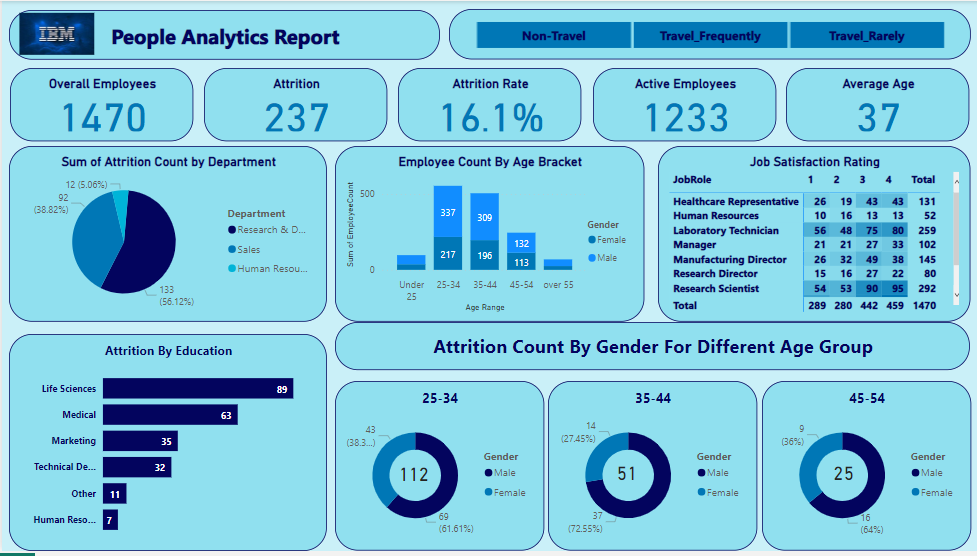 IBM
People Analytics Report
Non-Travel
Travel_Frequently
Travel_Rarely
Overall Employees
1470
Attrition
237
Attrition Rate
16.1%
Active Employees
1233
Average Age
37
Sum of Attrition Count by Department
12 (5.06%)
92
(38.82%)
133
(56.12%)
Department
Research & D...
Sales
Human Resou...
Employee Count By Age Bracket
Sum of EmployeeCount
500
0
337
217
309
196
132
113
Under
25
25-34
35-44
45-54
over 55
Age Range
Gender
Female
Male
Job Satisfaction Rating
JobRole 1 2 3 4 Total
Healthcare Representative 26 19 43 43 131
Human Resources 10 16 13 13 52
Laboratory Technician 56 48 75 80 259
Manager 21 21 27 33 102
Manufacturing Director 26 32 49 38 145
Research Director 15 16 27 22 80
Research Scientist 54 53 90 95 292
Total 289 280 442 459 1470
Attrition By Education
Life Sciences 89
Medical 63
Marketing 35
Technical De... 32
Other 11
Human Reso... 7
Attrition Count By Gender For Different Age Group
25-34
43
(38.3...)
112
69
(61.61%)
Gender
Male
Female
35-44
14
(27.45%)
51
37
(72.55%)
Gender
Male
Female
45-54
9
(36%)
25
16
(64%)
Gender
Male
Female